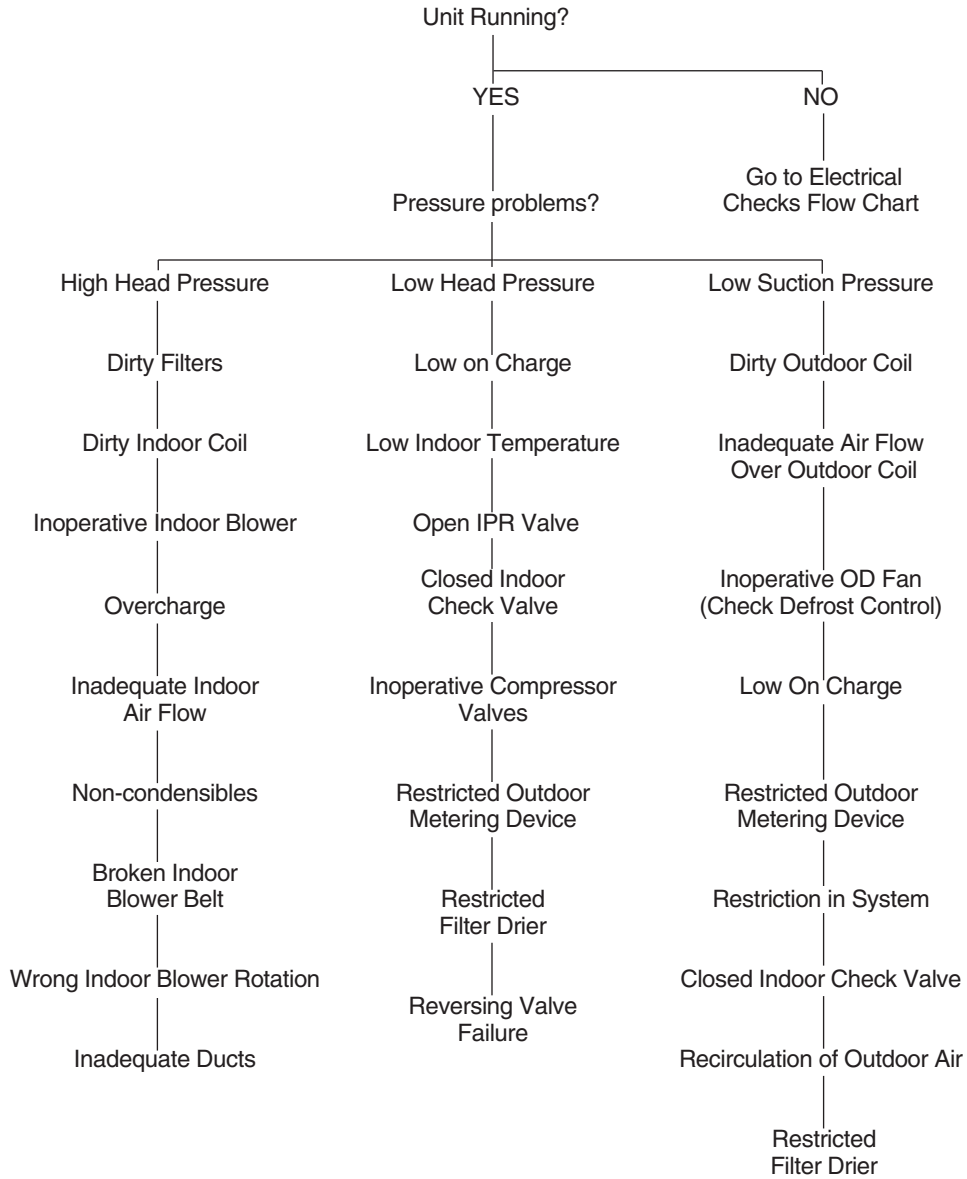 Unit Running?
YES
NO
Go to Electrical
Checks Flow Chart
Pressure problems?
High Head Pressure
Dirty Filters
Dirty Indoor Coil
Inoperative Indoor Blower
Overcharge
Inadequate Indoor
Air Flow
Non-condensibles
Broken Indoor
Blower Belt
Wrong Indoor Blower Rotation
Inadequate Ducts
Low Head Pressure
Low on Charge
Low Indoor Temperature
Open IPR Valve
Closed Indoor
Check Valve
Inoperative Compressor
Valves
Restricted Outdoor
Metering Device
Restricted
Filter Drier
Reversing Valve
Failure
Low Suction Pressure
Dirty Outdoor Coil
Inadequate Air Flow
Over Outdoor Coil
Inoperative OD Fan
(Check Defrost Control)
Low On Charge
Restricted Outdoor
Metering Device
Restriction in System
Closed Indoor Check Valve
Recirculation of Outdoor Air
Restricted
Filter Drier